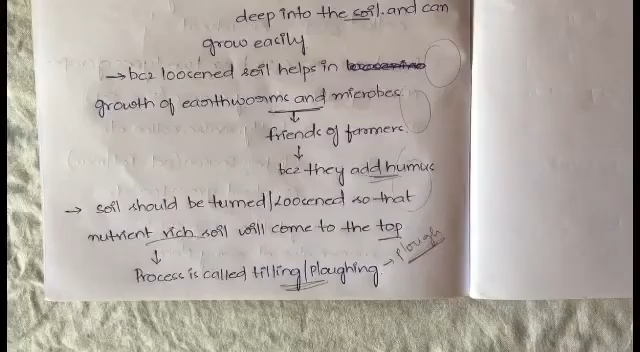 deep into the soil and can
grow easily
→ bcz loosened soil helps in
growth of earthworms and microbes.
↓
friends of farmers.
↓
bcz they add humus
→ soil should be turned/loosened so that
nutrient rich soil will come to the top
↓
Process is called tilling/Ploughing. → Plough